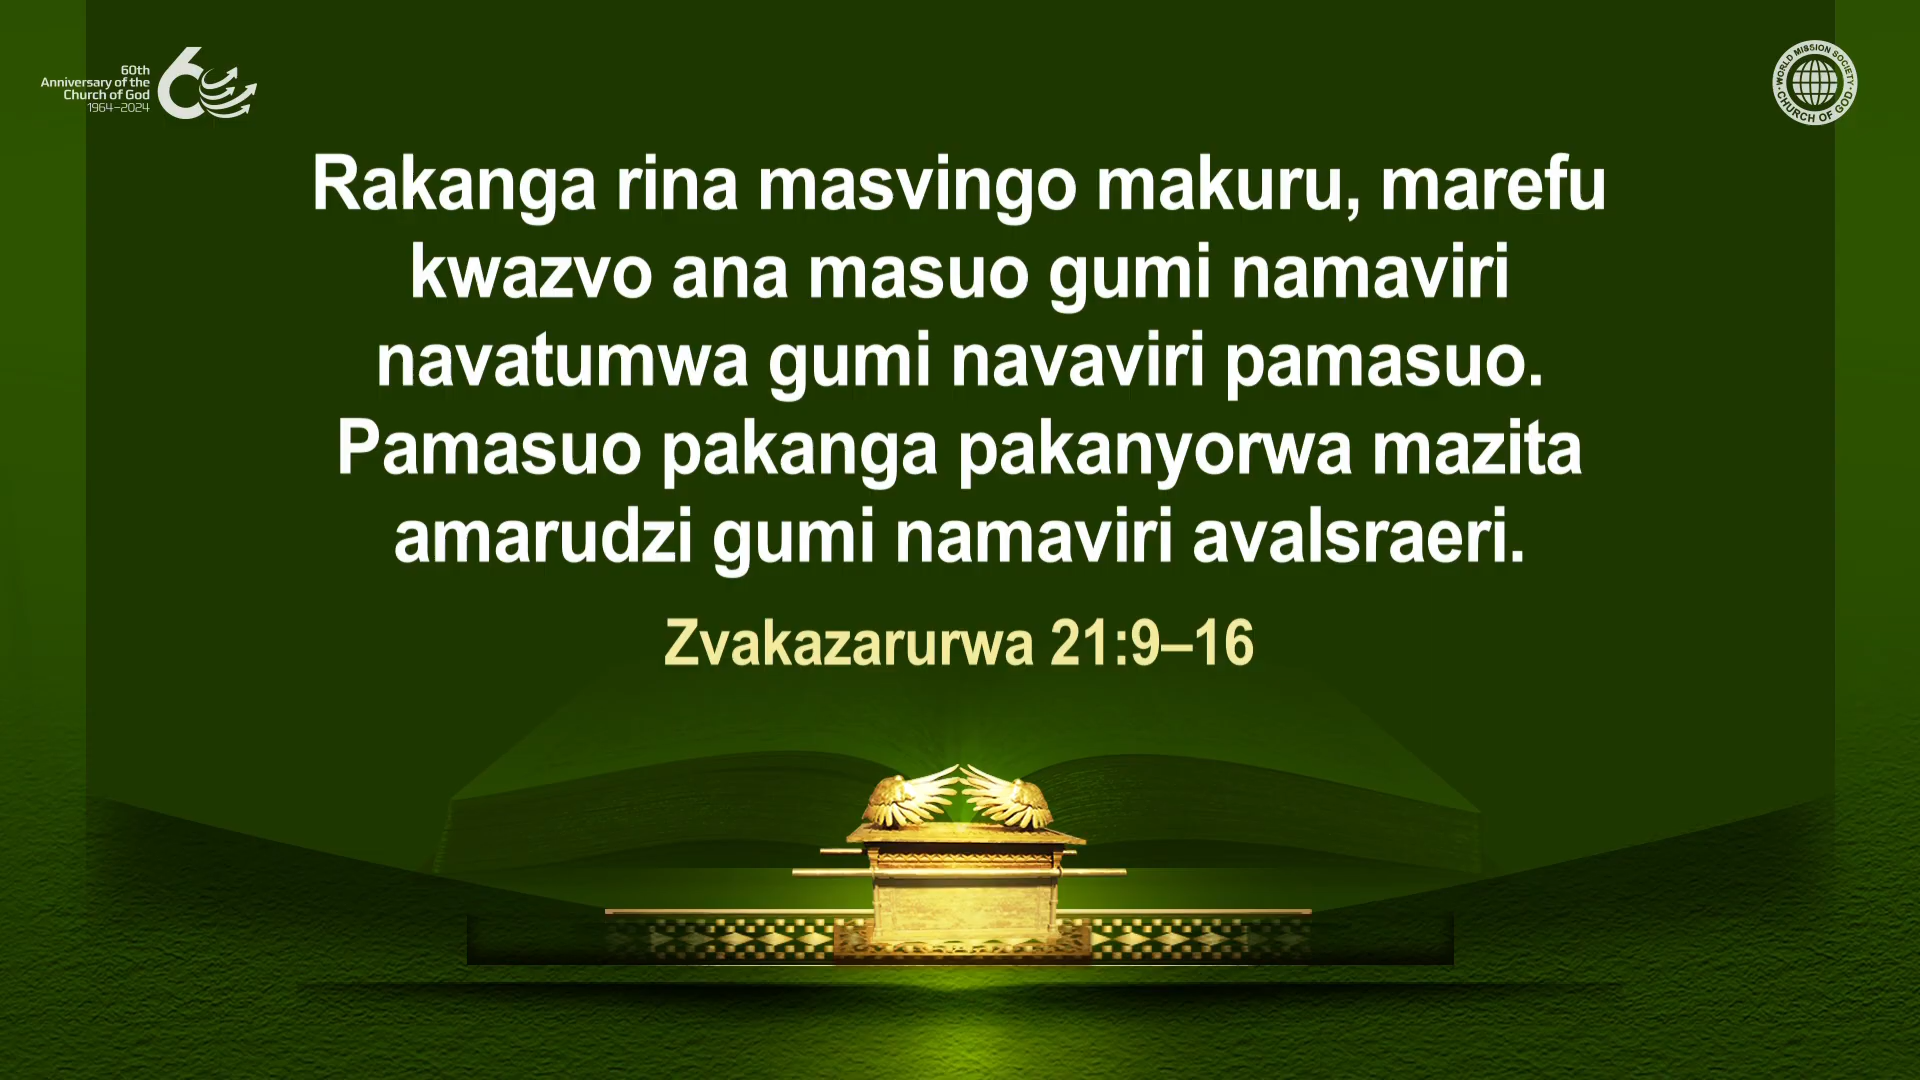 60th
Anniversary of the
Church of God
1964–2024
WORLD MISSION SOCIETY
CHURCH OF GOD
Rakanga rina masvingo makuru, marefu
kwazvo ana masuo gumi namaviri
navatumwa gumi navaviri pamasuo.
Pamasuo pakanga pakanyorwa mazita
amarudzi gumi namaviri avalsraeri.
Zvakazarurwa 21:9–16